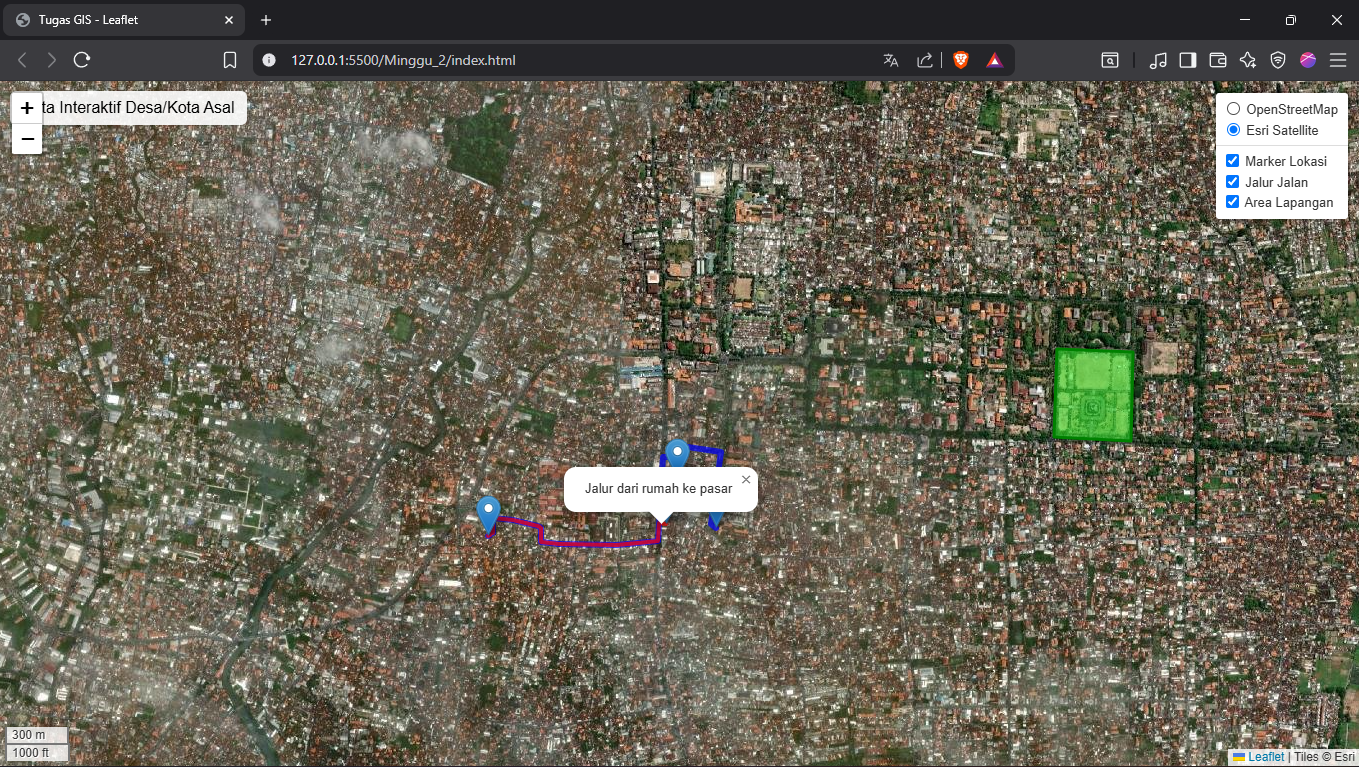 Tugas GIS - Leaflet
127.0.0.1:5500/Minggu_2/index.html
+
ta Interaktif Desa/Kota Asal
−
OpenStreetMap
Esri Satellite
Marker Lokasi
Jalur Jalan
Area Lapangan
Jalur dari rumah ke pasar ×
300 m
1000 ft
Leaflet | Tiles © Esri